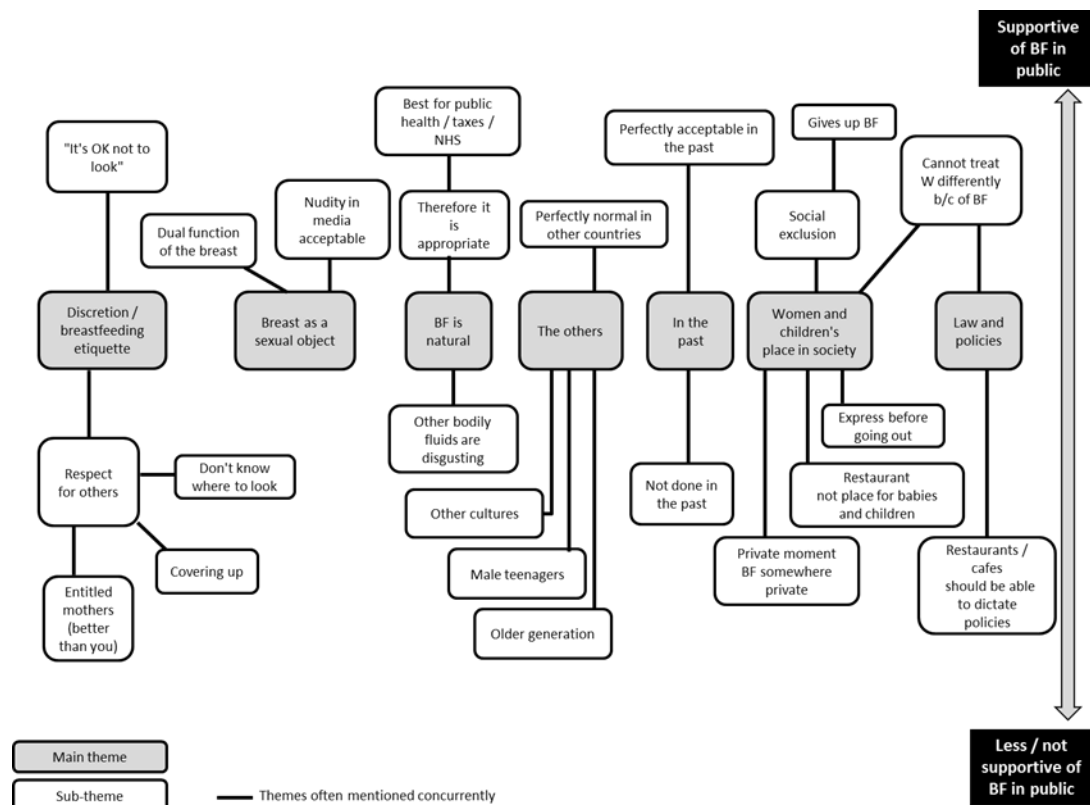 Supportive
of BF in
public
Best for public
health / taxes /
NHS
Perfectly acceptable in
the past
Gives up BF
"It's OK not to
look"
Cannot treat
W differently
b/c of BF
Nudity in
media
acceptable
Therefore it
is
appropriate
Perfectly normal in
other countries
Social
exclusion
Dual function
of the breast
Discretion /
breastfeeding
etiquette
Breast as a
sexual object
BF is
natural
The others
In the
past
Women and
children's
place in society
Law and
policies
Other bodily
fluids are
disgusting
Express before
going out
Respect
for others
Don't know
where to look
Not done in
the past
Restaurant
not place for babies
and children
Other cultures
Covering up
Male teenagers
Private moment
BF somewhere
private
Restaurants /
cafes
should be able
to dictate
policies
Entitled
mothers
(better
than you)
Older generation
Less / not
supportive of
BF in public
Main theme
Sub-theme
Themes often mentioned concurrently